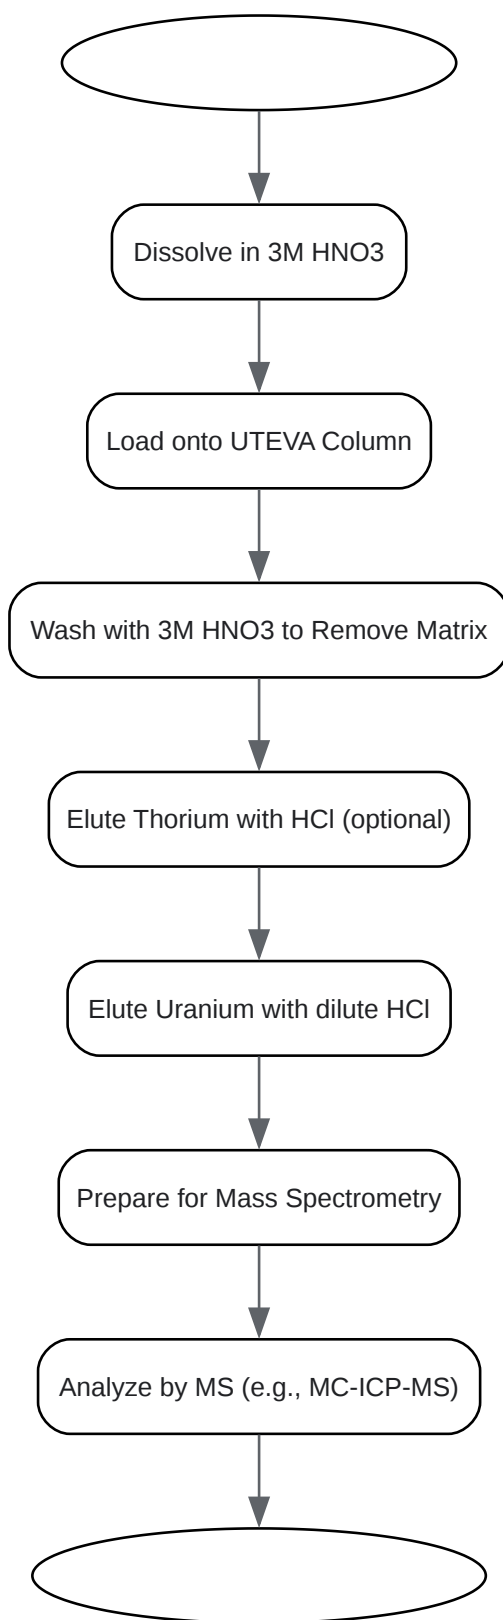 Dissolve in 3M HNO3
Load onto UTEVA Column
Wash with 3M HNO3 to Remove Matrix
Elute Thorium with HCl (optional)
Elute Uranium with dilute HCl
Prepare for Mass Spectrometry
Analyze by MS (e.g., MC-ICP-MS)